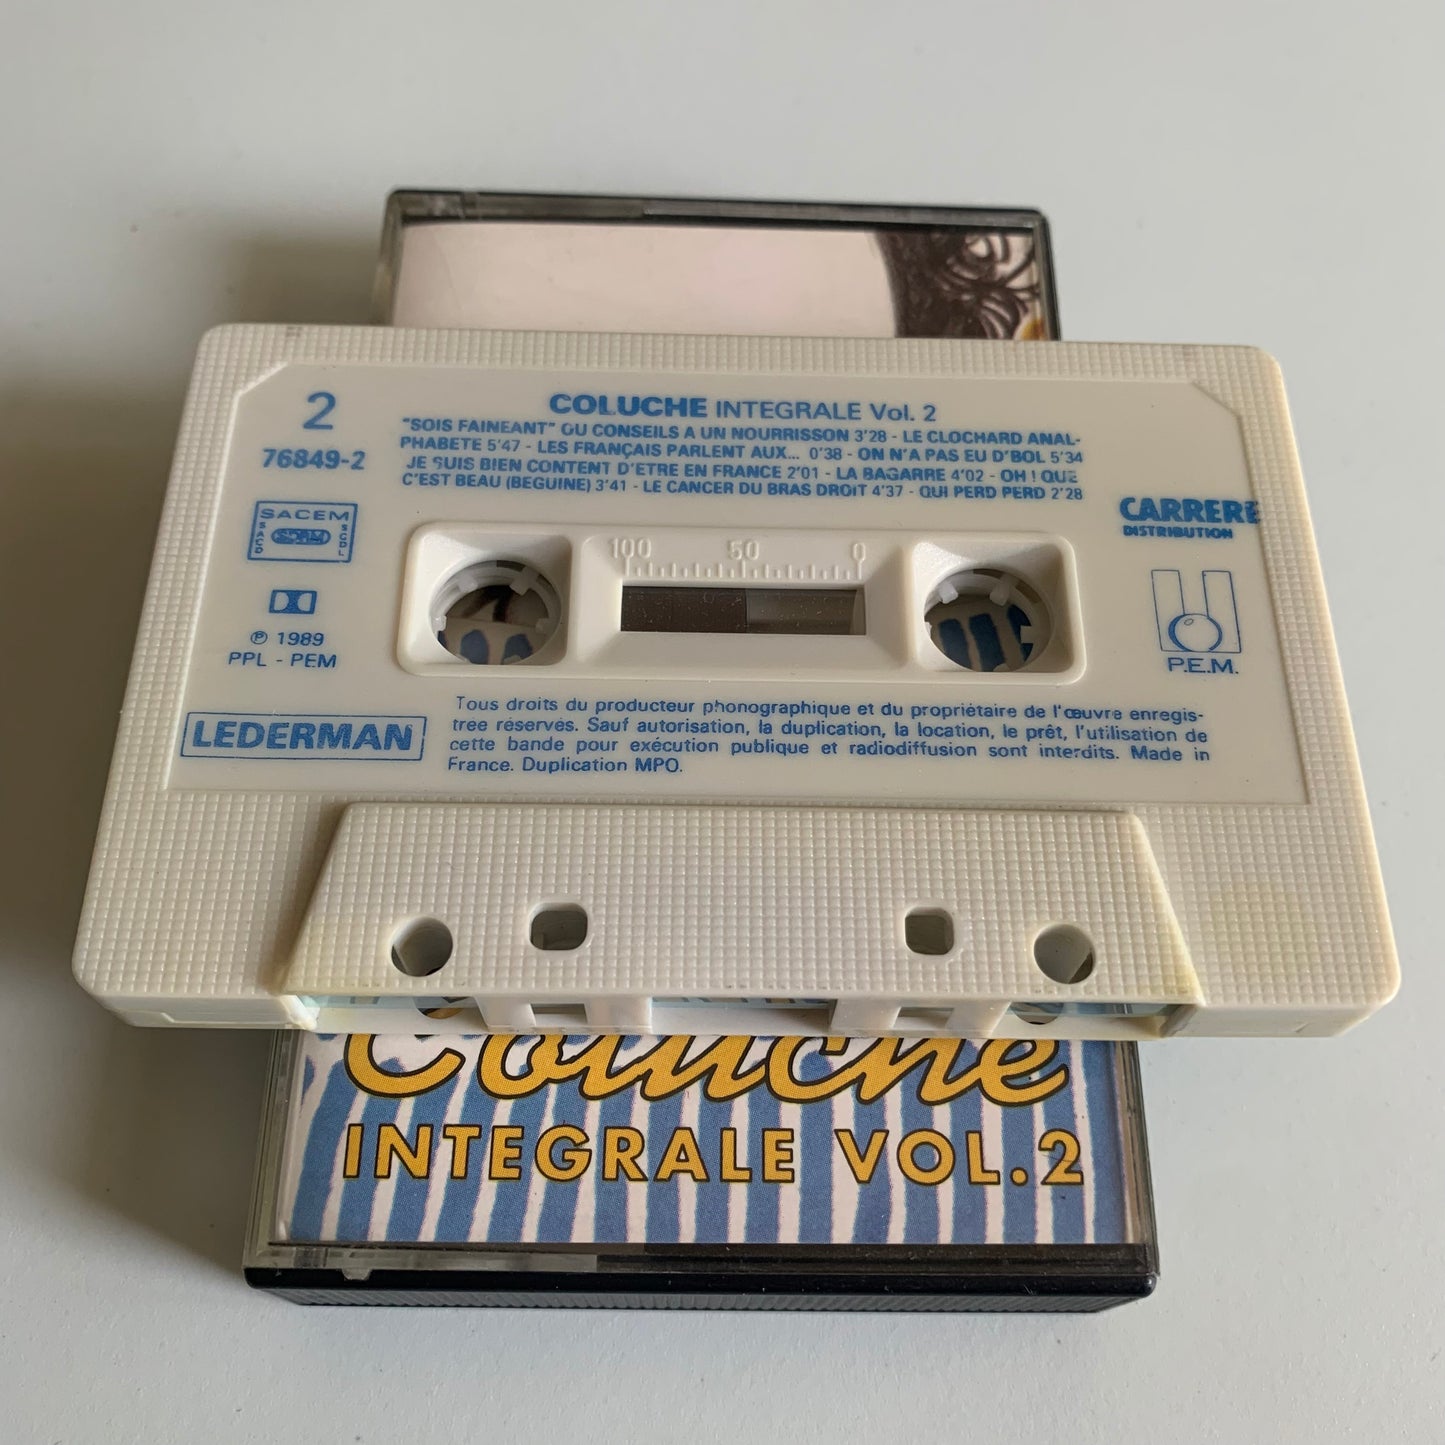 2
76849-2
COLUCHE INTEGRALE Vol. 2
"SOIS FAINEANT" OU CONSEILS A UN NOURRISSON 3'28 - LE CLOCHARD ANAL-
PHABETE 5'47 - LES FRANÇAIS PARLENT AUX... 0'38 - ON N'A PAS EU D'BOL 5'34
JE SUIS BIEN CONTENT D'ETRE EN FRANCE 2'01 - LA BAGARRE 4'02 - OH ! QUE
C'EST BEAU (BEGUINE) 3'41 - LE CANCER DU BRAS DROIT 4'37 - QUI PERD PERD 2'28
SACEM
SACD
SDRM
SGDL
CARRERE
DISTRIBUTION
100 50 0
℗ 1989
PPL - PEM
P.E.M.
LEDERMAN
Tous droits du producteur phonographique et du propriétaire de l'œuvre enregis-
trée réservés. Sauf autorisation, la duplication, la location, le prêt, l'utilisation de
cette bande pour exécution publique et radiodiffusion sont interdits. Made in
France. Duplication MPO.
Coluche
INTEGRALE VOL.2